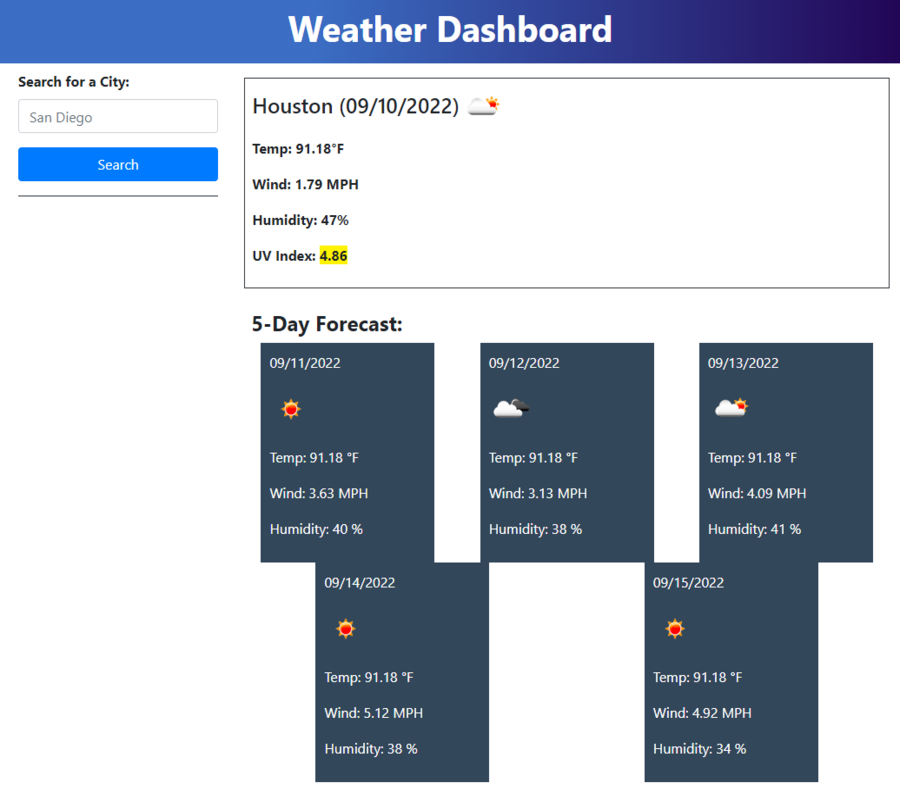 Weather Dashboard
Search for a City:
San Diego
Search
Houston (09/10/2022)
Temp: 91.18°F
Wind: 1.79 MPH
Humidity: 47%
UV Index: 4.86
5-Day Forecast:
09/11/2022
Temp: 91.18 °F
Wind: 3.63 MPH
Humidity: 40 %
09/12/2022
Temp: 91.18 °F
Wind: 3.13 MPH
Humidity: 38 %
09/13/2022
Temp: 91.18 °F
Wind: 4.09 MPH
Humidity: 41 %
09/14/2022
Temp: 91.18 °F
Wind: 5.12 MPH
Humidity: 38 %
09/15/2022
Temp: 91.18 °F
Wind: 4.92 MPH
Humidity: 34 %